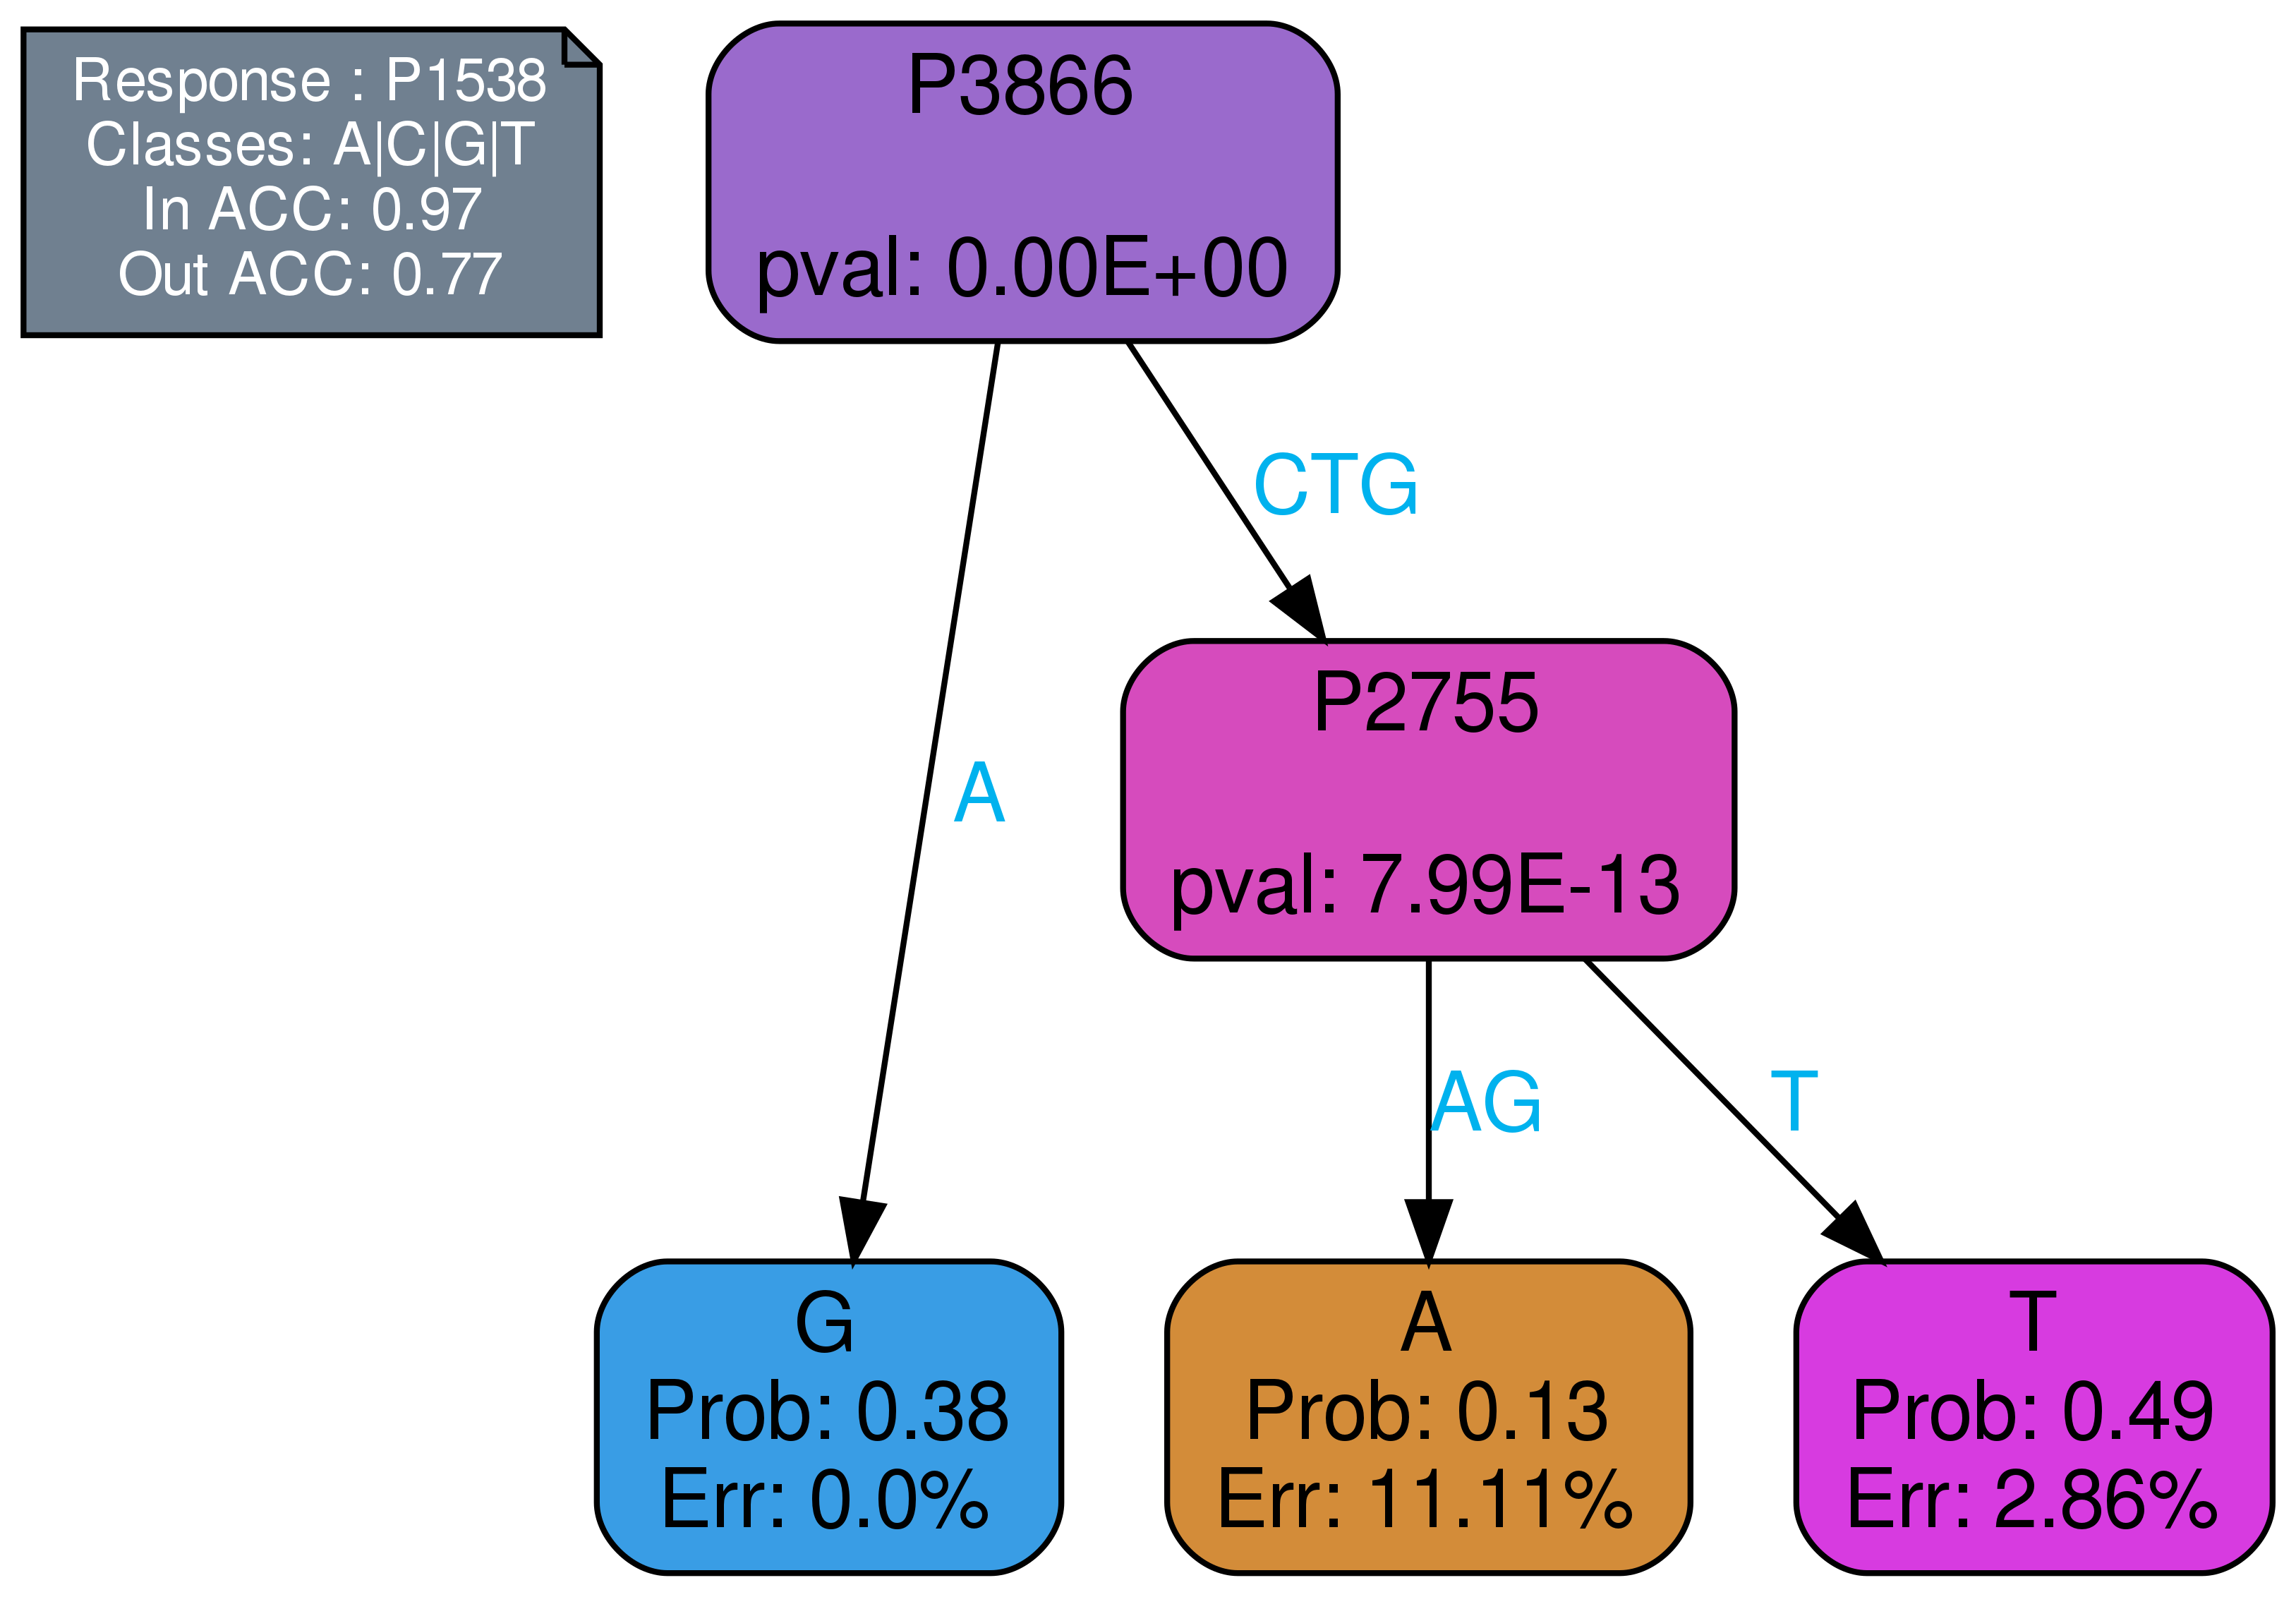 Response : P1538
Classes: A|C|G|T
In ACC: 0.97
Out ACC: 0.77
P3866
pval: 0.00E+00
CTG
A
P2755
pval: 7.99E-13
AG
T
G
Prob: 0.38
Err: 0.0%
A
Prob: 0.13
Err: 11.11%
T
Prob: 0.49
Err: 2.86%